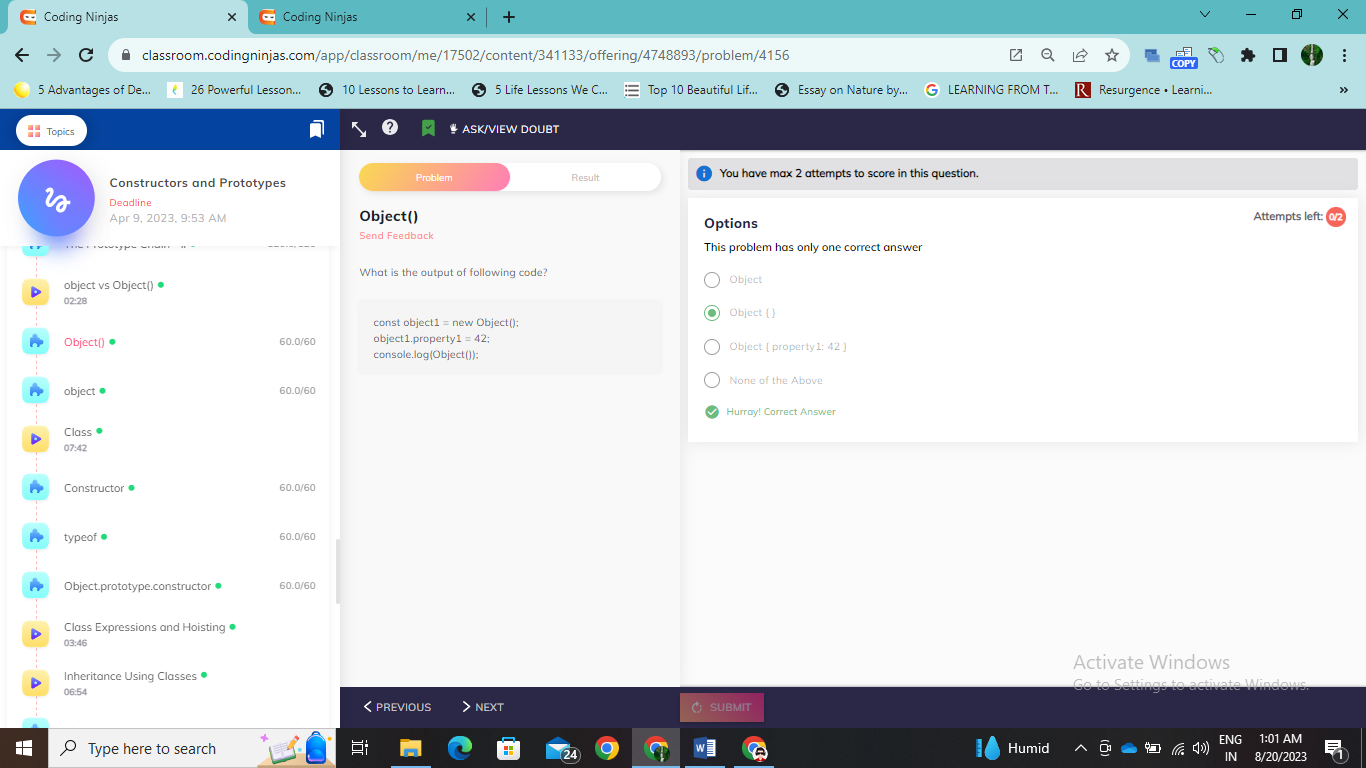 Coding Ninjas
Coding Ninjas
classroom.codingninjas.com/app/classroom/me/17502/content/341133/offering/4748893/problem/4156
COPY
5 Advantages of De...
26 Powerful Lesson...
10 Lessons to Learn...
5 Life Lessons We C...
Top 10 Beautiful Lif...
Essay on Nature by...
LEARNING FROM T...
Resurgence • Learni...
»
Topics
ASK/VIEW DOUBT
Constructors and Prototypes
Deadline
Apr 9, 2023, 9:53 AM
object vs Object()
02:28
Object() 60.0/60
object 60.0/60
Class
07:42
Constructor 60.0/60
typeof 60.0/60
Object.prototype.constructor 60.0/60
Class Expressions and Hoisting
03:46
Inheritance Using Classes
06:54
Problem Result
Object()
Send Feedback
What is the output of following code?
const object1 = new Object();
object1.property1 = 42;
console.log(Object());
You have max 2 attempts to score in this question.
Options
Attempts left: 0/2
This problem has only one correct answer
Object
Object { }
Object { property1: 42 }
None of the Above
Hurray! Correct Answer
Activate Windows
Go to Settings to activate Windows.
PREVIOUS NEXT SUBMIT
Type here to search
24
Humid
ENG
IN
1:01 AM
8/20/2023
1